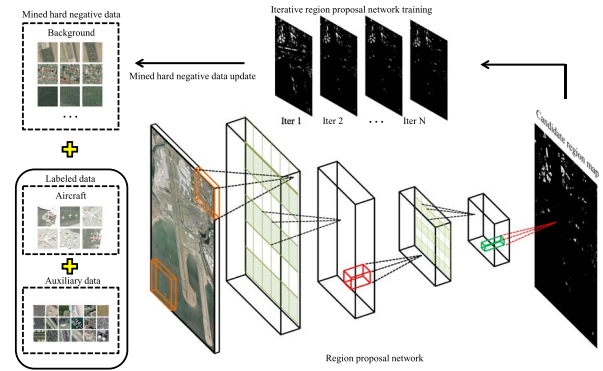 Mined hard negative data
Background
...
Labeled data
Aircraft
Auxiliary data
Iterative region proposal network training
Mined hard negative data update
Iter 1
Iter 2
...
Iter N
Candidate region map
Region proposal network